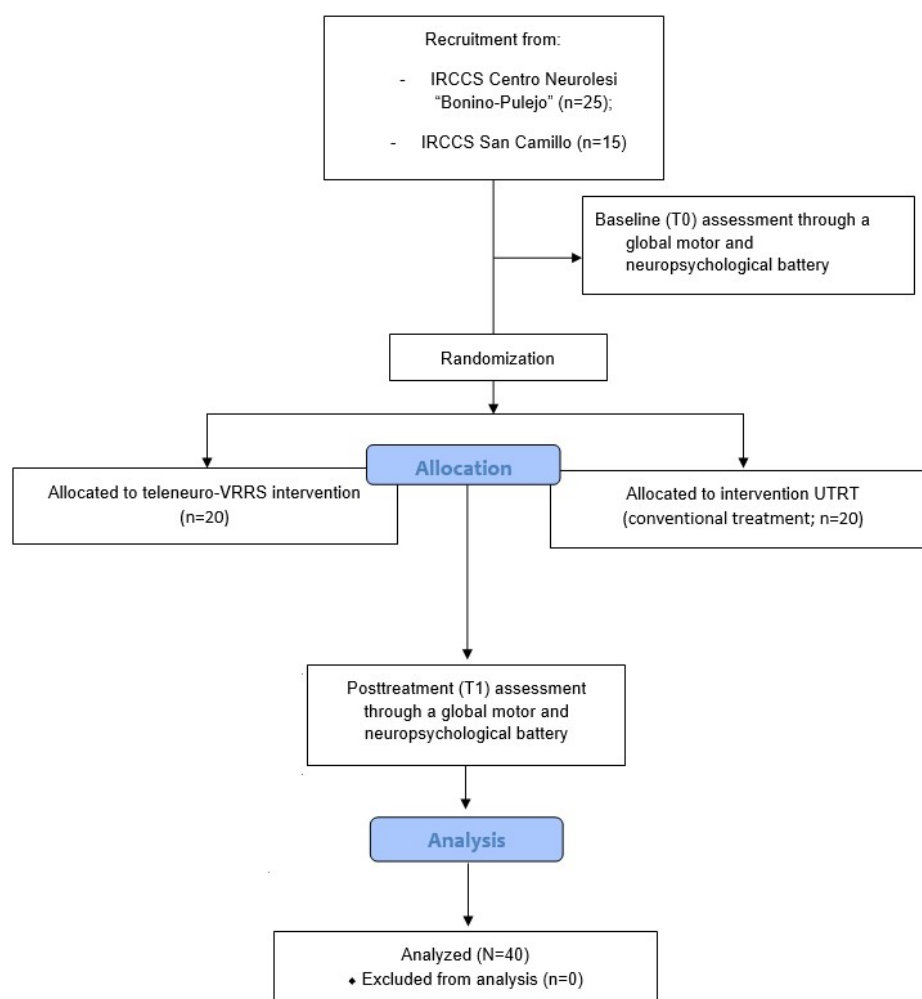 Recruitment from:
- IRCCS Centro Neurolesi
"Bonino-Pulejo" (n=25);
- IRCCS San Camillo (n=15)
Baseline (T0) assessment through a
global motor and
neuropsychological battery
Randomization
Allocation
Allocated to teleneuro-VRRS intervention
(n=20)
Allocated to intervention UTRT
(conventional treatment; n=20)
Posttreatment (T1) assessment
through a global motor and
neuropsychological battery
Analysis
Analyzed (N=40)
⬧ Excluded from analysis (n=0)